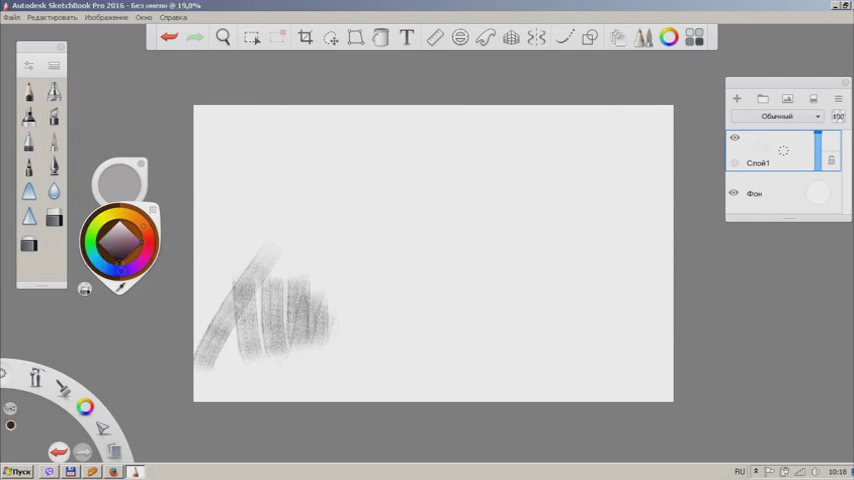 Autodesk SketchBook Pro 2016 - Без имени @ 19,8%
Файл Редактировать Изображение Окно Справка
T
Обычный
100
Слой1
Фон
Пуск
RU
10:18